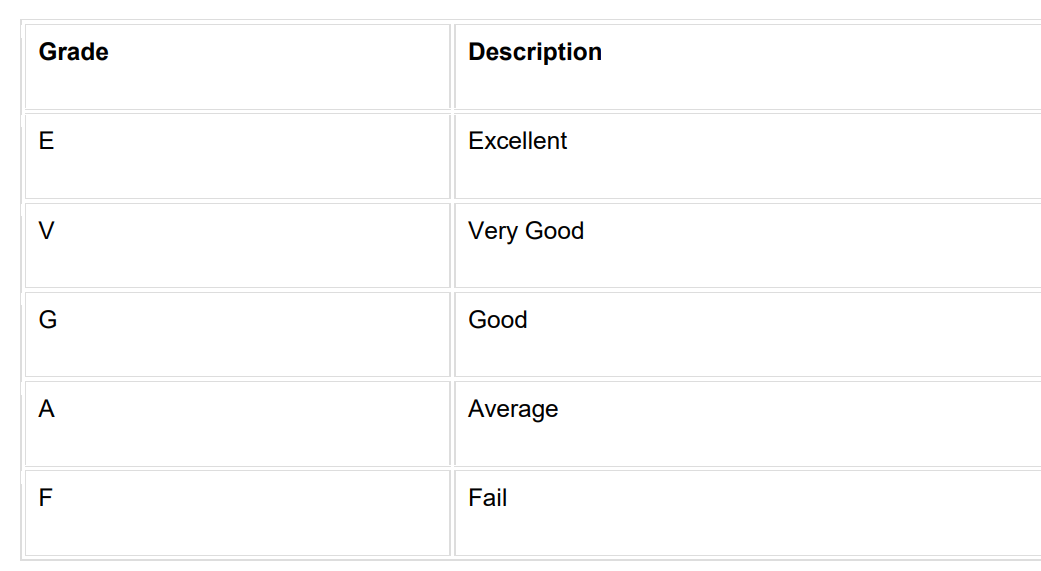 Grade Description
E Excellent
V Very Good
G Good
A Average
F Fail